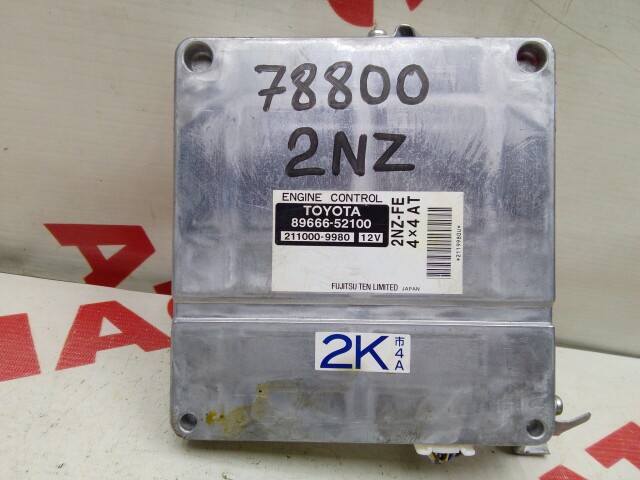 78800
2NZ
ENGINE CONTROL
TOYOTA
89666-52100
211000-9980 12V
2NZ-FE
4×4 AT
*2119980U*
FUJITSU TEN LIMITED JAPAN
2K
市
4
A